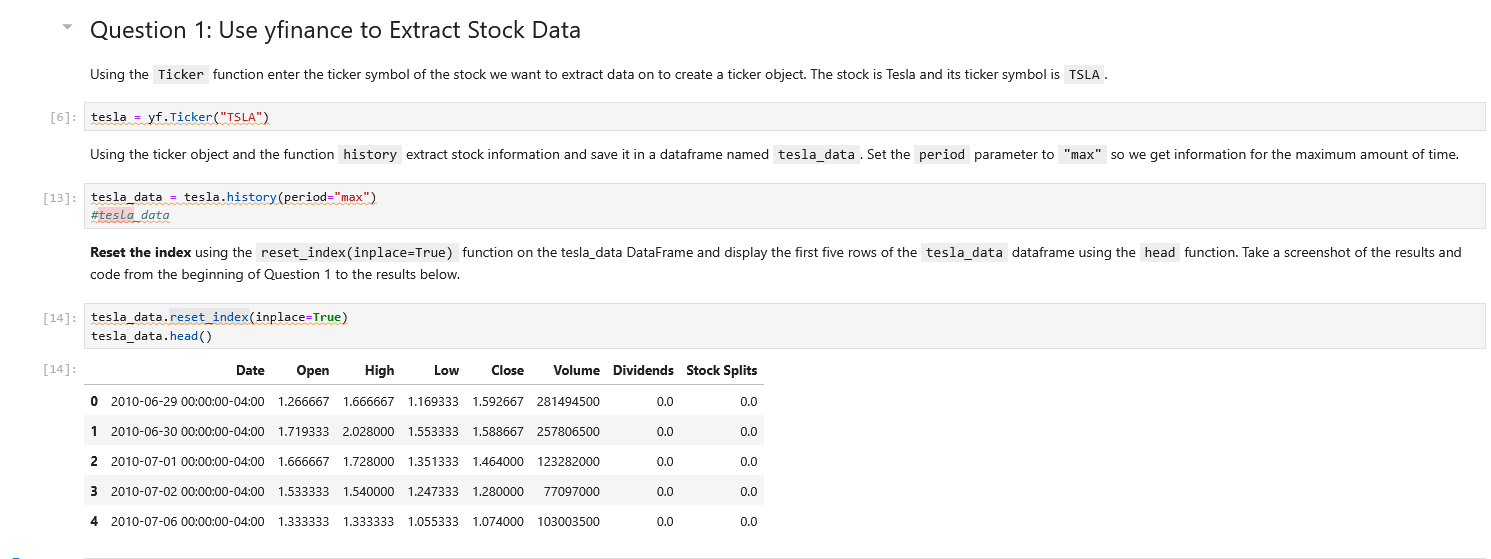 Question 1: Use yfinance to Extract Stock Data
Using the Ticker function enter the ticker symbol of the stock we want to extract data on to create a ticker object. The stock is Tesla and its ticker symbol is TSLA .
[6]: tesla = yf.Ticker("TSLA")
Using the ticker object and the function history extract stock information and save it in a dataframe named tesla_data . Set the period parameter to "max" so we get information for the maximum amount of time.
[13]: tesla_data = tesla.history(period="max")
#tesla_data
Reset the index using the reset_index(inplace=True) function on the tesla_data DataFrame and display the first five rows of the tesla_data dataframe using the head function. Take a screenshot of the results and
code from the beginning of Question 1 to the results below.
[14]: tesla_data.reset_index(inplace=True)
tesla_data.head()
[14]: Date Open High Low Close Volume Dividends Stock Splits
0 2010-06-29 00:00:00-04:00 1.266667 1.666667 1.169333 1.592667 281494500 0.0 0.0
1 2010-06-30 00:00:00-04:00 1.719333 2.028000 1.553333 1.588667 257806500 0.0 0.0
2 2010-07-01 00:00:00-04:00 1.666667 1.728000 1.351333 1.464000 123282000 0.0 0.0
3 2010-07-02 00:00:00-04:00 1.533333 1.540000 1.247333 1.280000 77097000 0.0 0.0
4 2010-07-06 00:00:00-04:00 1.333333 1.333333 1.055333 1.074000 103003500 0.0 0.0